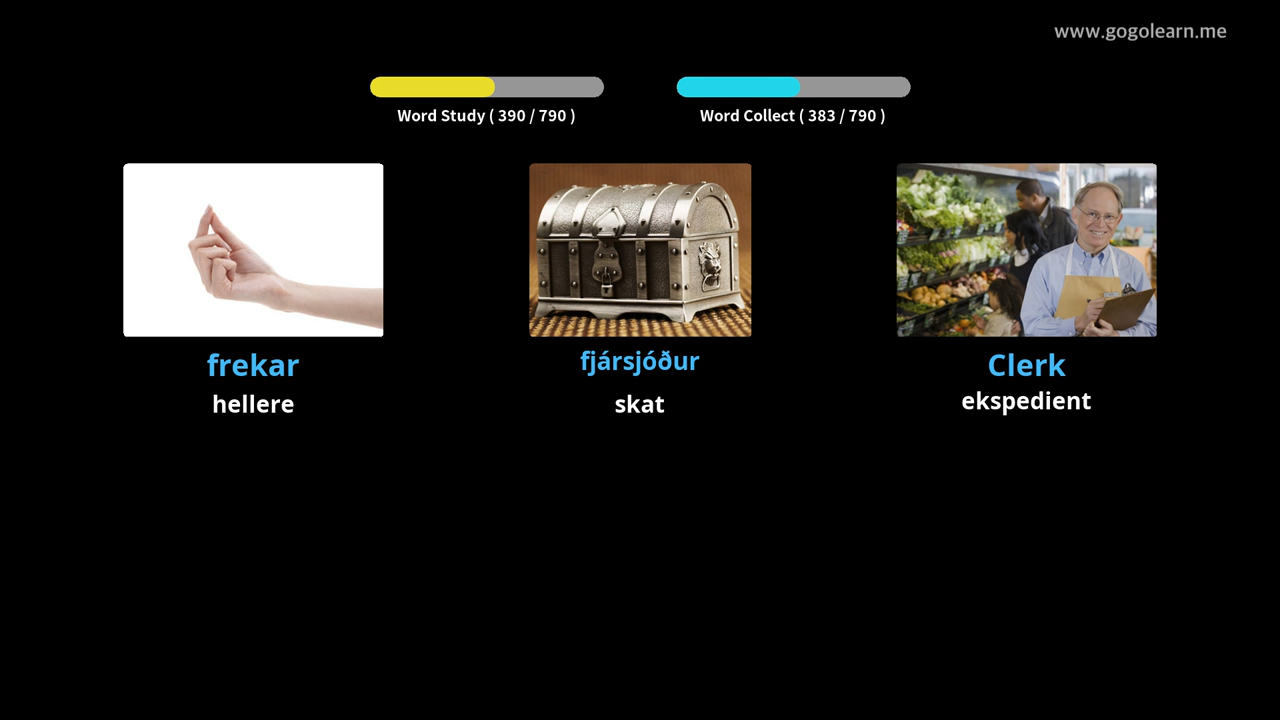 www.gogolearn.me
Word Study ( 390 / 790 )
Word Collect ( 383 / 790 )
frekar
hellere
fjársjóður
skat
Clerk
ekspedient